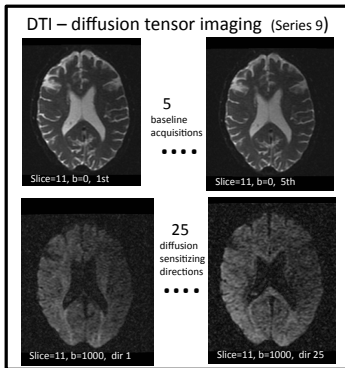 DTI – diffusion tensor imaging (Series 9)
5
baseline
acquisitions
....
Slice=11, b=0, 1st
Slice=11, b=0, 5th
25
diffusion
sensitizing
directions
....
Slice=11, b=1000, dir 1
Slice=11, b=1000, dir 25